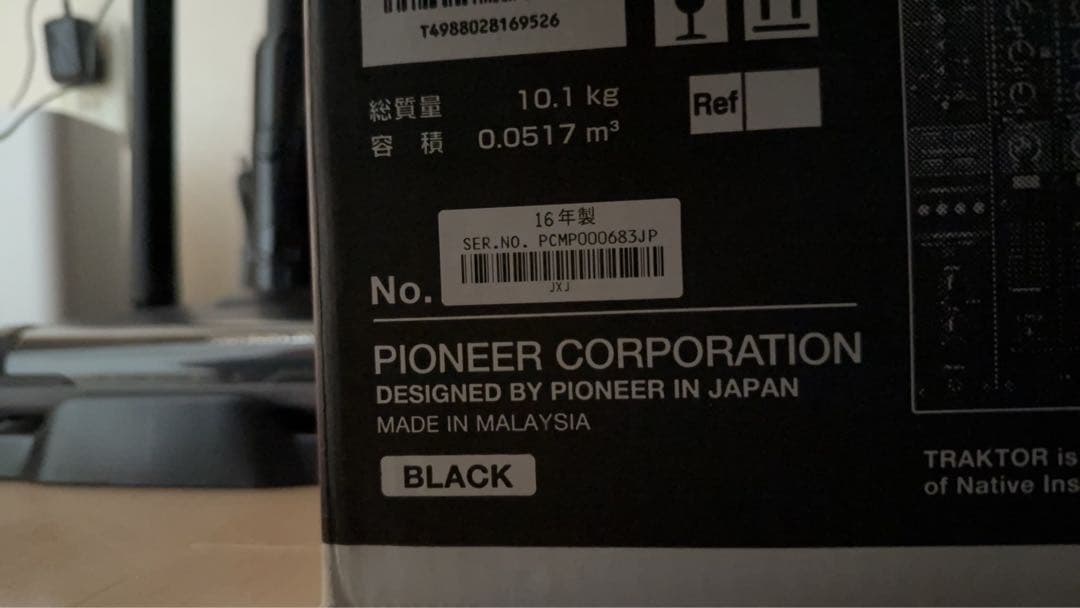 T4988028169526
総質量 10.1 kg
容 積 0.0517 m³
Ref
16年製
SER.NO. PCMP000683JP
JXJ
No.
PIONEER CORPORATION
DESIGNED BY PIONEER IN JAPAN
MADE IN MALAYSIA
BLACK
TRAKTOR is
of Native Ins